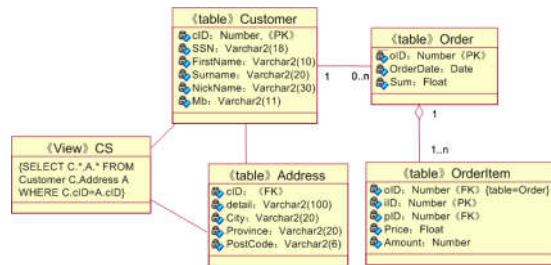 《table》Customer
cID：Number,《PK》
SSN：Varchar2(18)
FirstName：Varchar2(10)
Surname：Varchar2(20)
NickName：Varchar2(30)
Mb：Varchar2(11)
1
0..n
《table》Order
oID：Number《PK》
OrderDate：Date
Sum：Float
1
1..n
《View》CS
{SELECT C.*,A.* FROM
Customer C,Address A
WHERE C.cID=A.cID}
《table》Address
cID：《FK》
detail：Varchar2(100)
City：Varchar2(20)
Province：Varchar2(20)
PostCode：Varchar2(6)
《table》OrderItem
oID：Number《FK》{table=Order}
iID：Number《PK》
pID：Number《FK》
Price：Float
Amount：Number